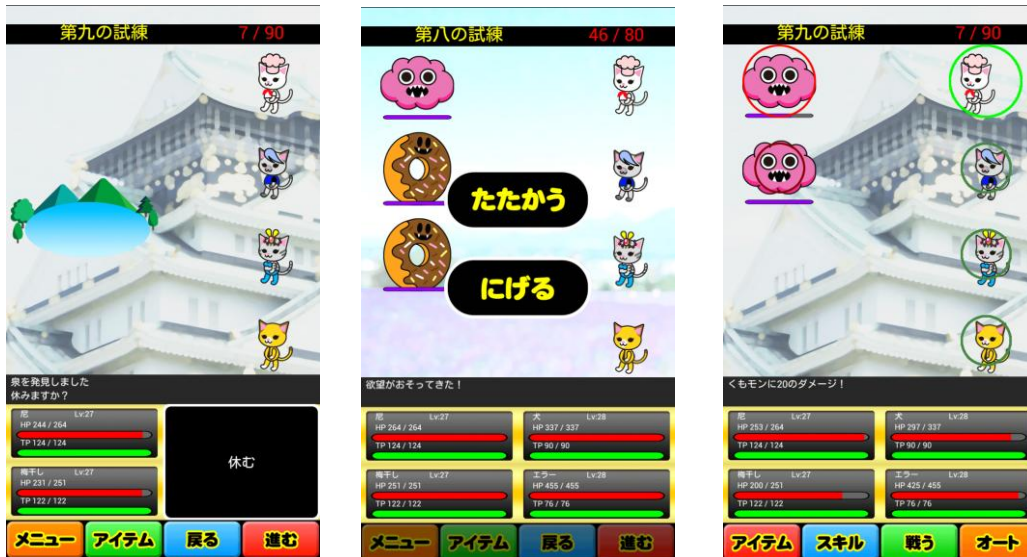 第九の試練 7 / 90
泉を発見しました
休みますか?
尼 Lv:27
HP 244 / 264
TP 124 / 124
梅干し Lv:27
HP 231 / 251
TP 122 / 122
休む
メニュー アイテム 戻る 進む
第八の試練 46 / 80
たたかう
にげる
欲望がおそってきた!
尼 Lv:27
HP 264 / 264
TP 124 / 124
犬 Lv:28
HP 337 / 337
TP 90 / 90
梅干し Lv:27
HP 251 / 251
TP 122 / 122
エラー Lv:28
HP 455 / 455
TP 76 / 76
メニュー アイテム 戻る 進む
第九の試練 7 / 90
くもモンに20のダメージ!
尼 Lv:27
HP 253 / 264
TP 124 / 124
犬 Lv:28
HP 297 / 337
TP 90 / 90
梅干し Lv:27
HP 200 / 251
TP 122 / 122
エラー Lv:28
HP 425 / 455
TP 76 / 76
アイテム スキル 戦う オート